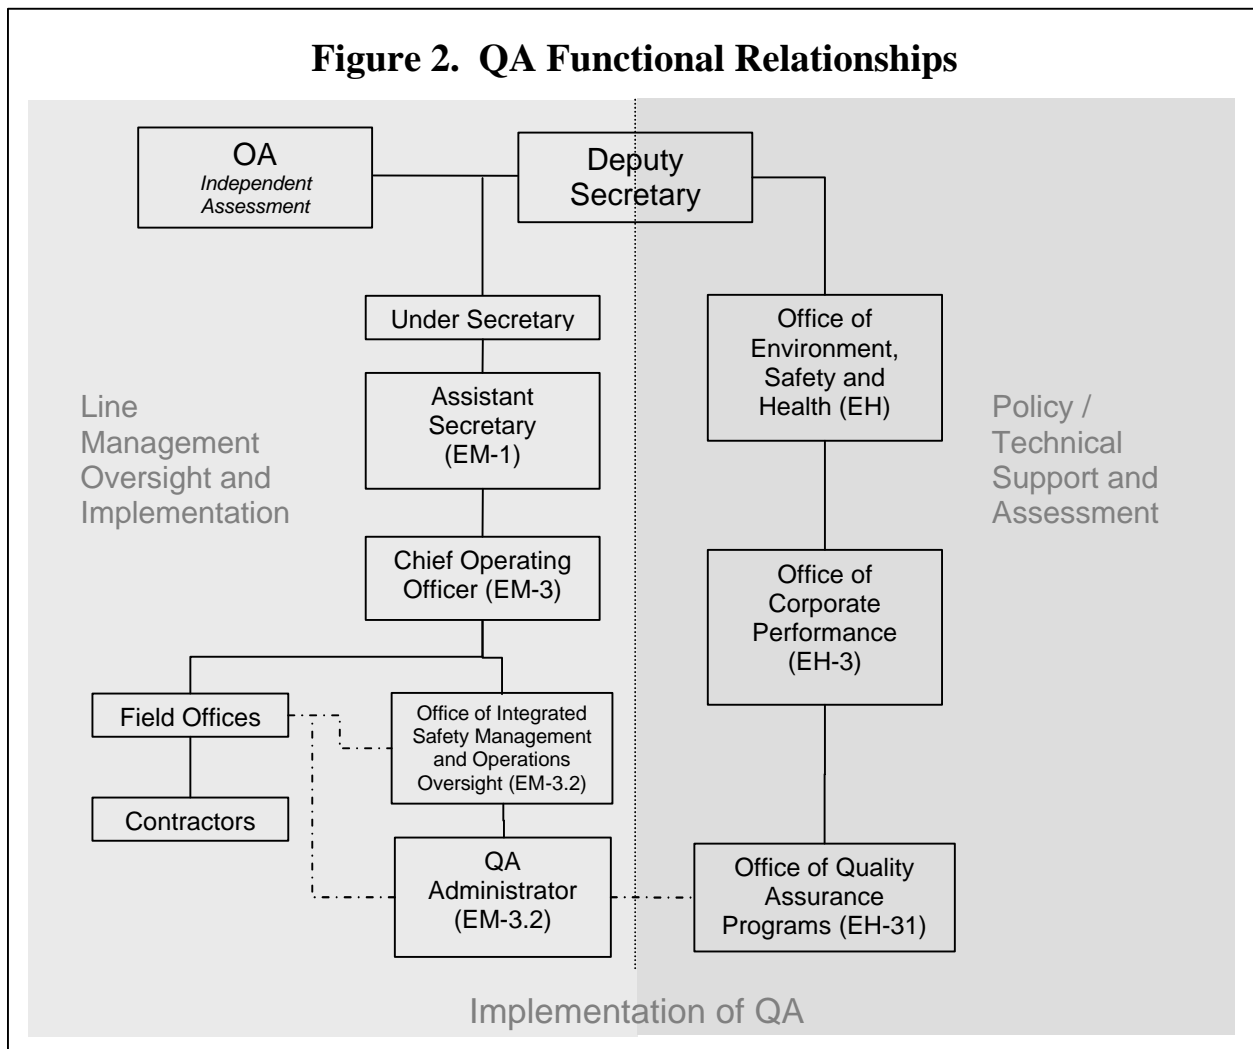 Figure 2. QA Functional Relationships
OA
Independent
Assessment
Deputy
Secretary
Under Secretary
Office of
Environment,
Safety and
Health (EH)
Assistant
Secretary
(EM-1)
Line
Management
Oversight and
Implementation
Policy /
Technical
Support and
Assessment
Chief Operating
Officer (EM-3)
Office of
Corporate
Performance
(EH-3)
Field Offices
Office of Integrated
Safety Management
and Operations
Oversight (EM-3.2)
Contractors
QA
Administrator
(EM-3.2)
Office of Quality
Assurance
Programs (EH-31)
Implementation of QA